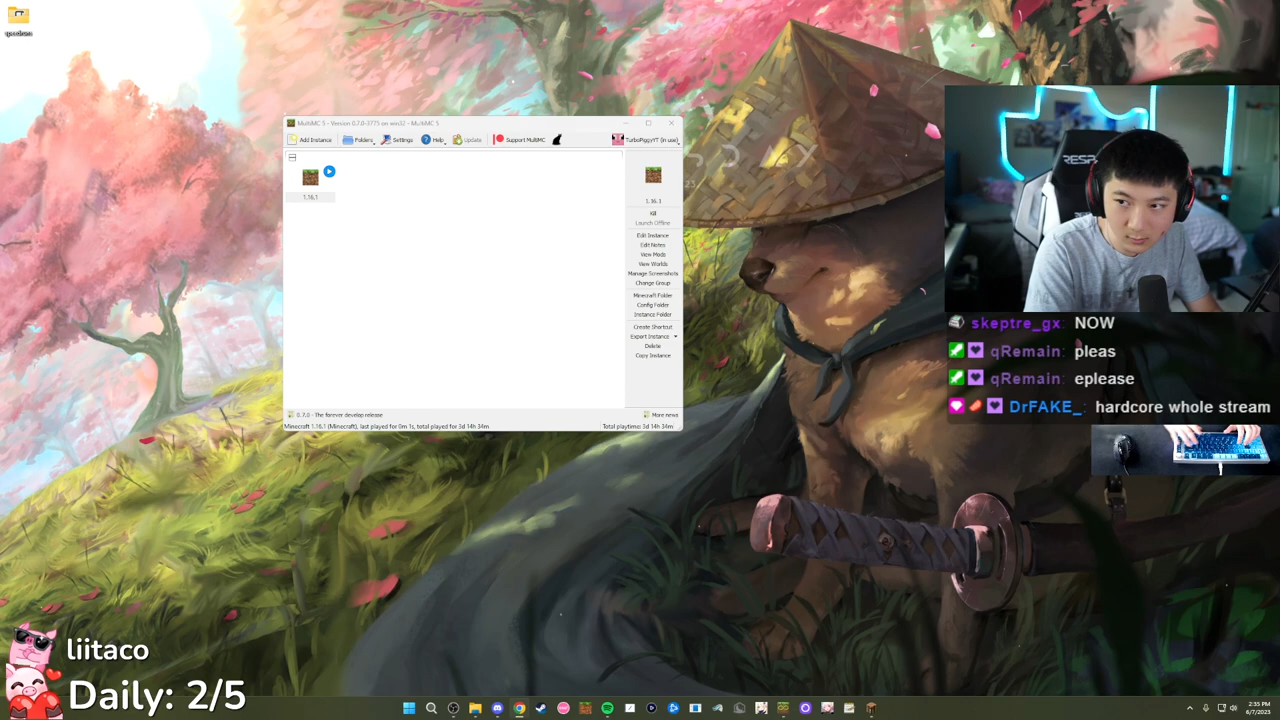 MultiMC 5 - Version 0.7.0-3775 on win32 - MultiMC 5
Add Instance
Folders
Settings
Help
Update
Support MultiMC
TurboPiggyYT (in use)
1.16.1
1.16.1
Kill
Launch Offline
Edit Instance
Edit Notes
View Mods
View Worlds
Manage Screenshots
Change Group
Minecraft Folder
Config Folder
Instance Folder
Create Shortcut
Export Instance
Delete
Copy Instance
0.7.0 - The forever develop release
More news
Minecraft 1.16.1 (Minecraft), last played for 0m 1s, total played for 3d 14h 34m
Total playtime: 3d 14h 34m
RESP
skeptre_gx: NOW
qRemain: pleas
qRemain: eplease
DrFAKE_: hardcore whole stream
liitaco
Daily: 2/5
2:35 PM
6/7/2023